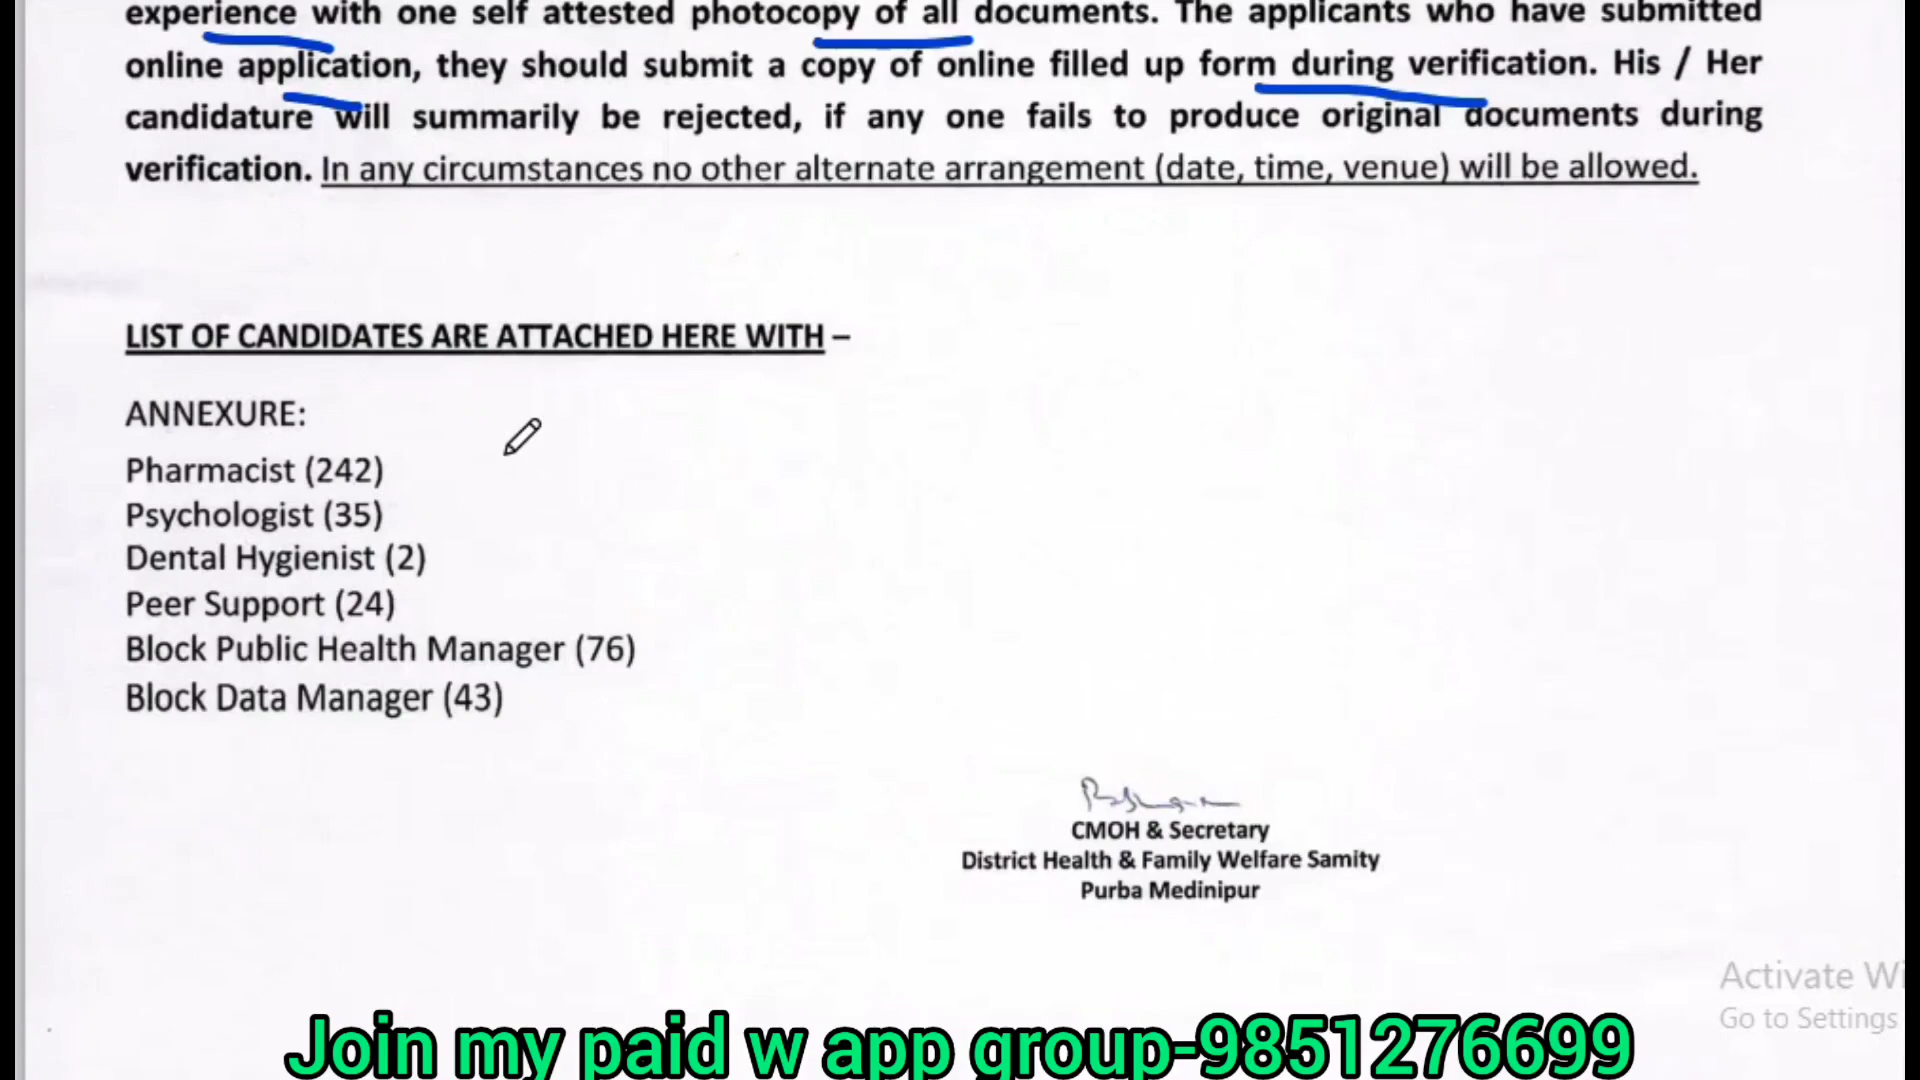 experience with one self attested photocopy of all documents. The applicants who have submitted
online application, they should submit a copy of online filled up form during verification. His / Her
candidature will summarily be rejected, if any one fails to produce original documents during
verification. In any circumstances no other alternate arrangement (date, time, venue) will be allowed.
LIST OF CANDIDATES ARE ATTACHED HERE WITH –
ANNEXURE:
Pharmacist (242)
Psychologist (35)
Dental Hygienist (2)
Peer Support (24)
Block Public Health Manager (76)
Block Data Manager (43)
CMOH & Secretary
District Health & Family Welfare Samity
Purba Medinipur
Activate Wi
Go to Settings
Join my paid w app group-9851276699